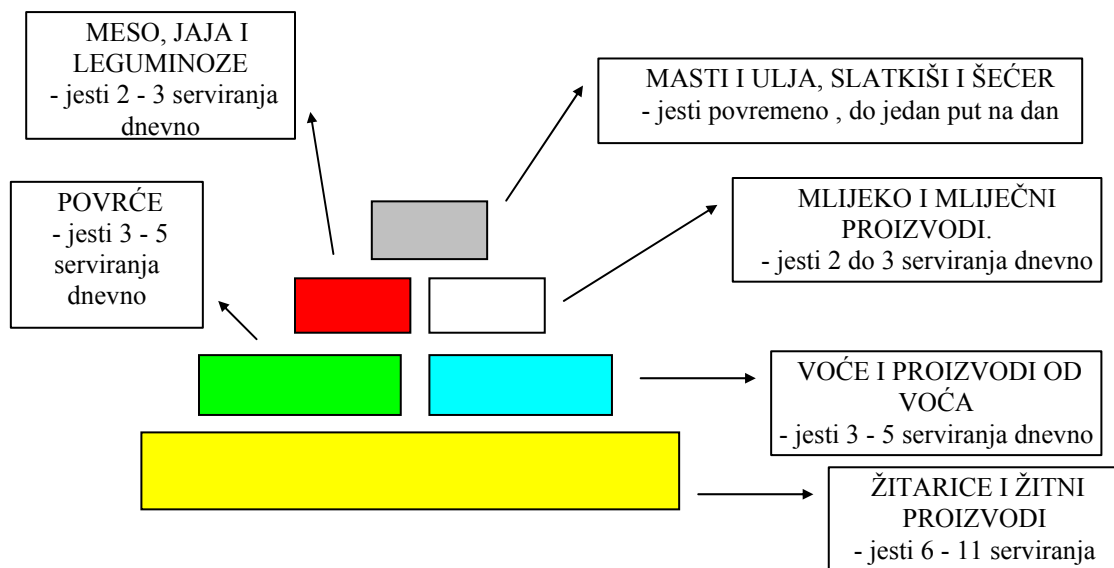 MESO, JAJA I
LEGUMINOZE
- jesti 2 - 3 serviranja
dnevno
MASTI I ULJA, SLATKIŠI I ŠEĆER
- jesti povremeno , do jedan put na dan
POVRĆE
- jesti 3 - 5
serviranja
dnevno
MLIJEKO I MLIJEČNI
PROIZVODI.
- jesti 2 do 3 serviranja dnevno
VOĆE I PROIZVODI OD
VOĆA
- jesti 3 - 5 serviranja dnevno
ŽITARICE I ŽITNI
PROIZVODI
- jesti 6 - 11 serviranja